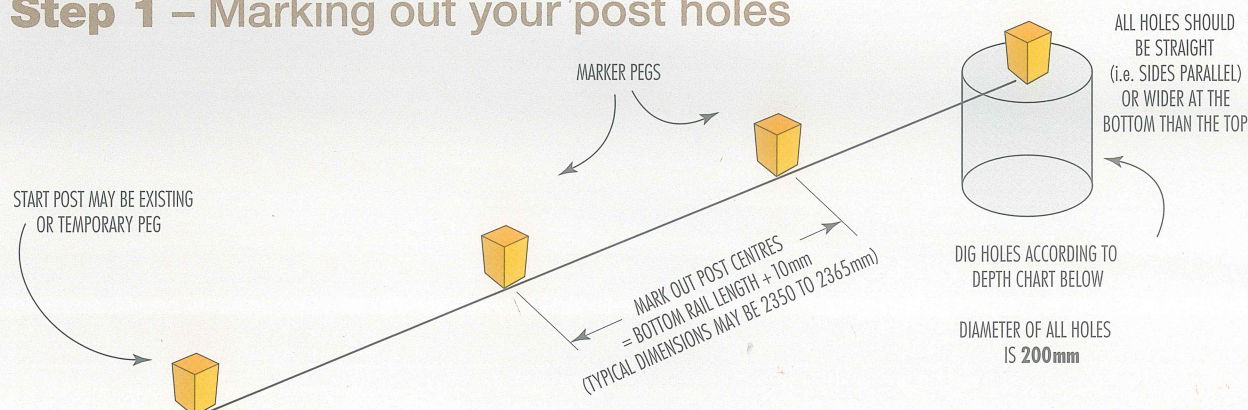 Step 1 – Marking out your post holes
MARKER PEGS
ALL HOLES SHOULD
BE STRAIGHT
(i.e. SIDES PARALLEL)
OR WIDER AT THE
BOTTOM THAN THE TOP
START POST MAY BE EXISTING
OR TEMPORARY PEG
MARK OUT POST CENTRES
= BOTTOM RAIL LENGTH + 10mm
(TYPICAL DIMENSIONS MAY BE 2350 TO 2365mm)
DIG HOLES ACCORDING TO
DEPTH CHART BELOW
DIAMETER OF ALL HOLES
IS 200mm